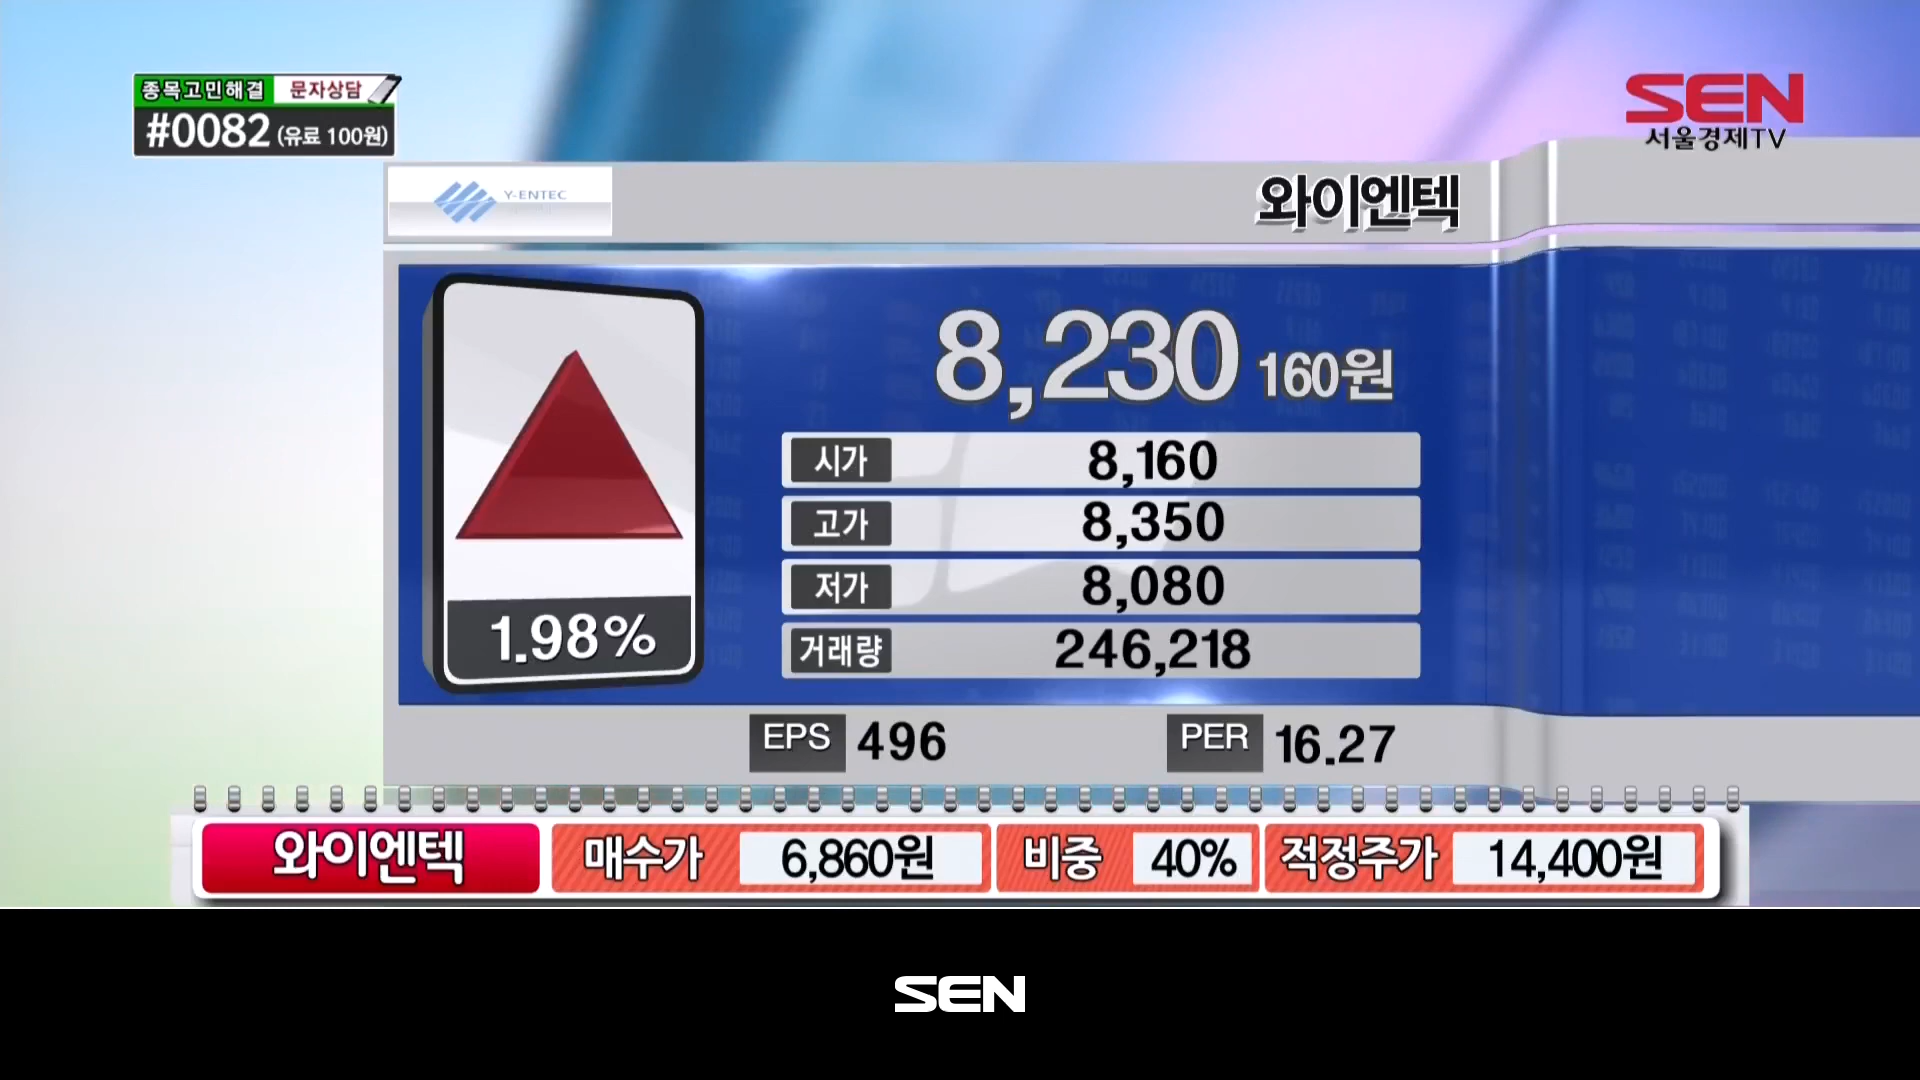 종목고민해결 문자상담
#0082 (유료 100원)
SEN
서울경제TV
Y-ENTEC
와이엔텍
8,230 160원
시가 8,160
고가 8,350
저가 8,080
거래량 246,218
1.98%
EPS 496 PER 16.27
와이엔텍 매수가 6,860원 비중 40% 적정주가 14,400원
SEN